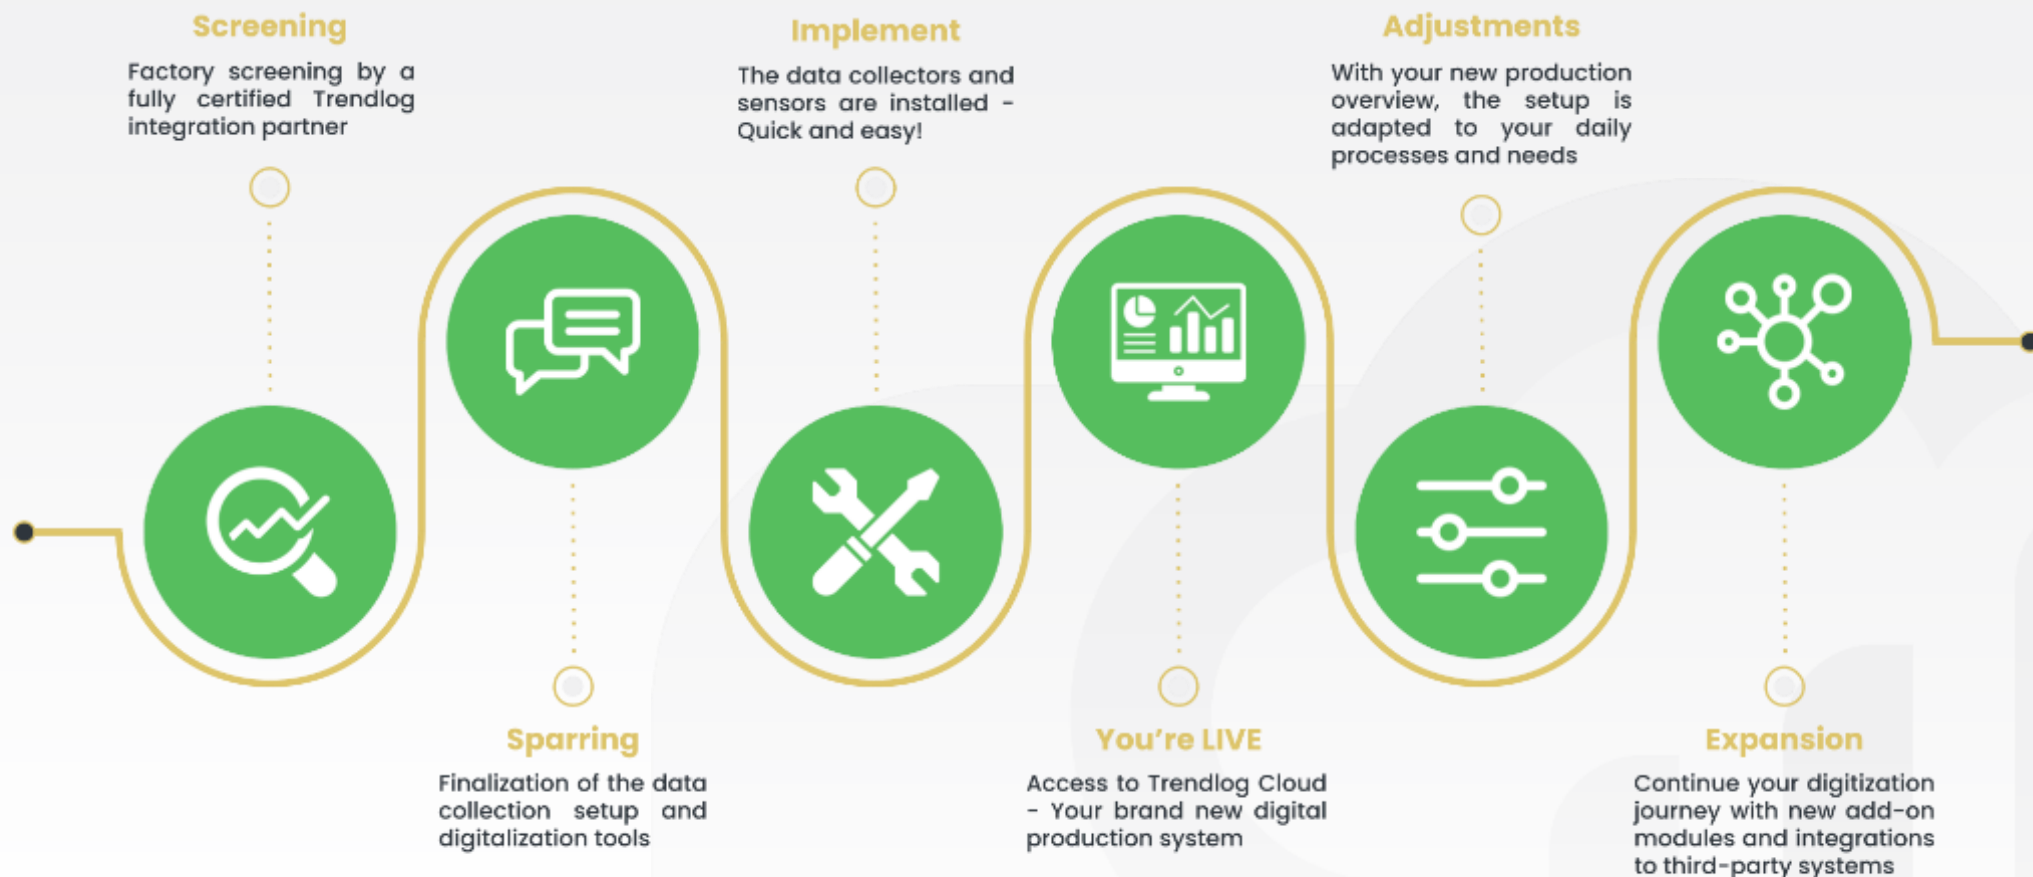 Screening
Factory screening by a
fully certified Trendlog
integration partner
Sparring
Finalization of the data
collection setup and
digitalization tools
Implement
The data collectors and
sensors are installed -
Quick and easy!
You're LIVE
Access to Trendlog Cloud
- Your brand new digital
production system
Adjustments
With your new production
overview, the setup is
adapted to your daily
processes and needs
Expansion
Continue your digitization
journey with new add-on
modules and integrations
to third-party systems